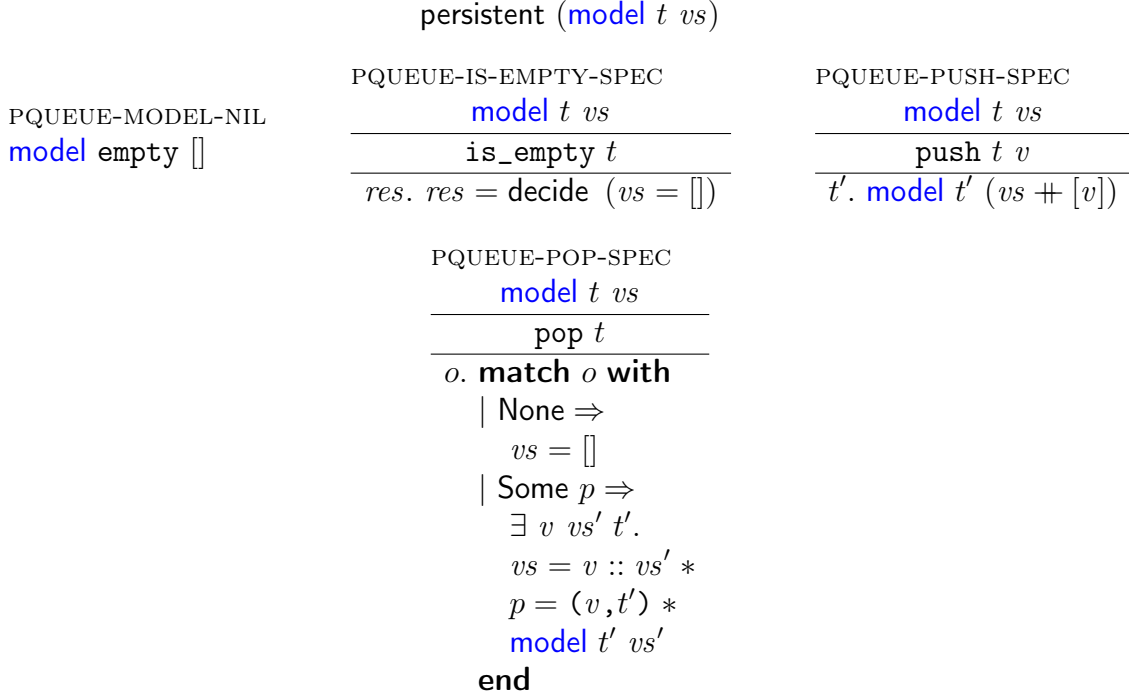 persistent (model t vs)
PQUEUE-MODEL-NIL
model empty []
PQUEUE-IS-EMPTY-SPEC
model t vs
is_empty t
res. res = decide (vs = [])
PQUEUE-PUSH-SPEC
model t vs
push t v
t′. model t′ (vs ⧺ [v])
PQUEUE-POP-SPEC
model t vs
pop t
o. match o with
| None ⇒
vs = []
| Some p ⇒
∃ v vs′ t′.
vs = v :: vs′ ∗
p = (v,t′) ∗
model t′ vs′
end